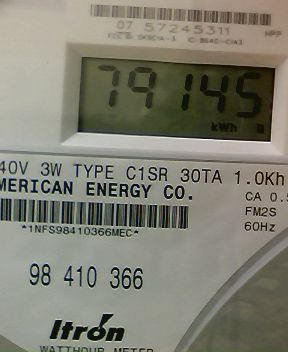 07 57245311
79145
kWh
40V 3W TYPE C1SR 30TA 1.0Kh
MERICAN ENERGY CO.
CA 0.5
FM2S
60Hz
*1NFS98410366MEC*
98 410 366
Itron
WATTHOUR METER